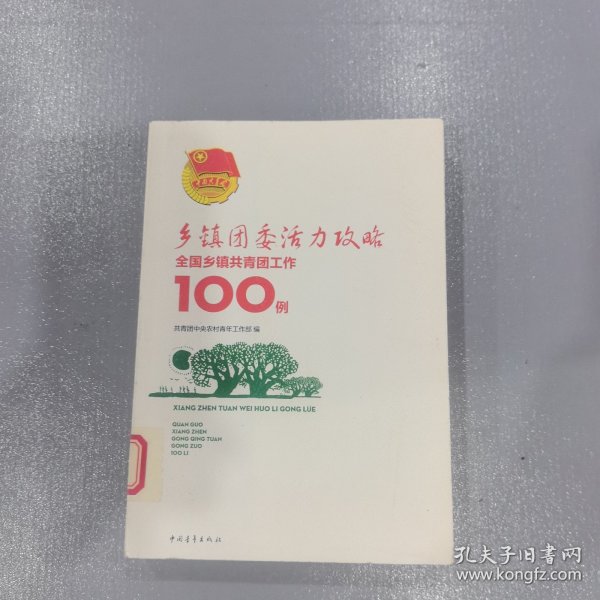 乡镇团委活力攻略
全国乡镇共青团工作
100例
共青团中央农村青年工作部 编
XIANG ZHEN TUAN WEI HUO LI GONG LUE
QUAN GUO
XIANG ZHEN
GONG QING TUAN
GONG ZUO
100 LI
中国青年出版社
孔夫子旧书网
www.kongfz.com